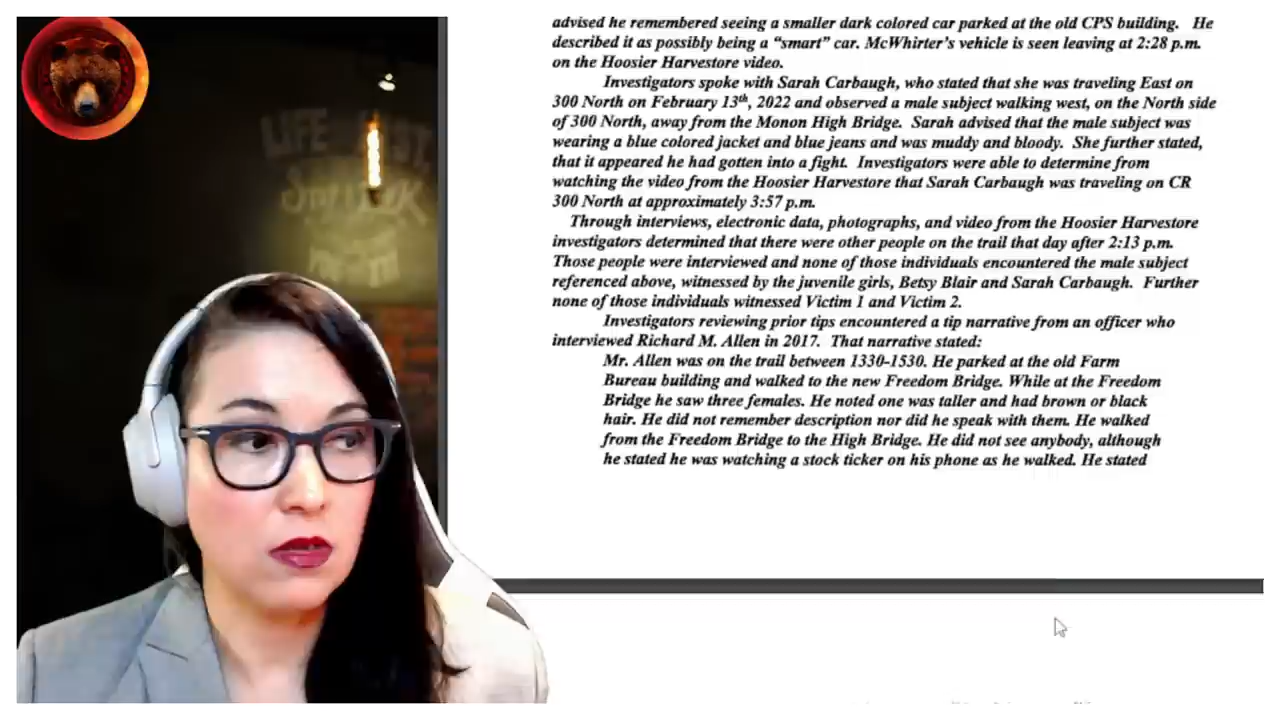 advised he remembered seeing a smaller dark colored car parked at the old CPS building. He
described it as possibly being a “smart” car. McWhirter’s vehicle is seen leaving at 2:28 p.m.
on the Hoosier Harvestore video.
Investigators spoke with Sarah Carbaugh, who stated that she was traveling East on
300 North on February 13th, 2022 and observed a male subject walking west, on the North side
of 300 North, away from the Monon High Bridge. Sarah advised that the male subject was
wearing a blue colored jacket and blue jeans and was muddy and bloody. She further stated,
that it appeared he had gotten into a fight. Investigators were able to determine from
watching the video from the Hoosier Harvestore that Sarah Carbaugh was traveling on CR
300 North at approximately 3:57 p.m.
Through interviews, electronic data, photographs, and video from the Hoosier Harvestore
investigators determined that there were other people on the trail that day after 2:13 p.m.
Those people were interviewed and none of those individuals encountered the male subject
referenced above, witnessed by the juvenile girls, Betsy Blair and Sarah Carbaugh. Further
none of those individuals witnessed Victim 1 and Victim 2.
Investigators reviewing prior tips encountered a tip narrative from an officer who
interviewed Richard M. Allen in 2017. That narrative stated:
Mr. Allen was on the trail between 1330-1530. He parked at the old Farm
Bureau building and walked to the new Freedom Bridge. While at the Freedom
Bridge he saw three females. He noted one was taller and had brown or black
hair. He did not remember description nor did he speak with them. He walked
from the Freedom Bridge to the High Bridge. He did not see anybody, although
he stated he was watching a stock ticker on his phone as he walked. He stated
LIFE